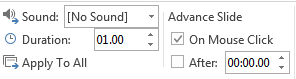 Sound: [No Sound] Advance Slide
Duration: 01.00 On Mouse Click
Apply To All After: 00:00.00